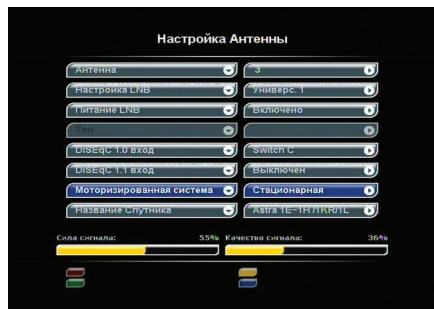 Настройка Антенны
Антенна 3
Настройка LNB Универс. 1
Питание LNB Включено
Тон
DiSEqC 1.0 вход Switch C
DiSEqC 1.1 вход Выключен
Моторизированная система Стационарная
Название Спутника Astra 1E-1H/1KR/1L
Сила сигнала: 55% Качество сигнала: 36%